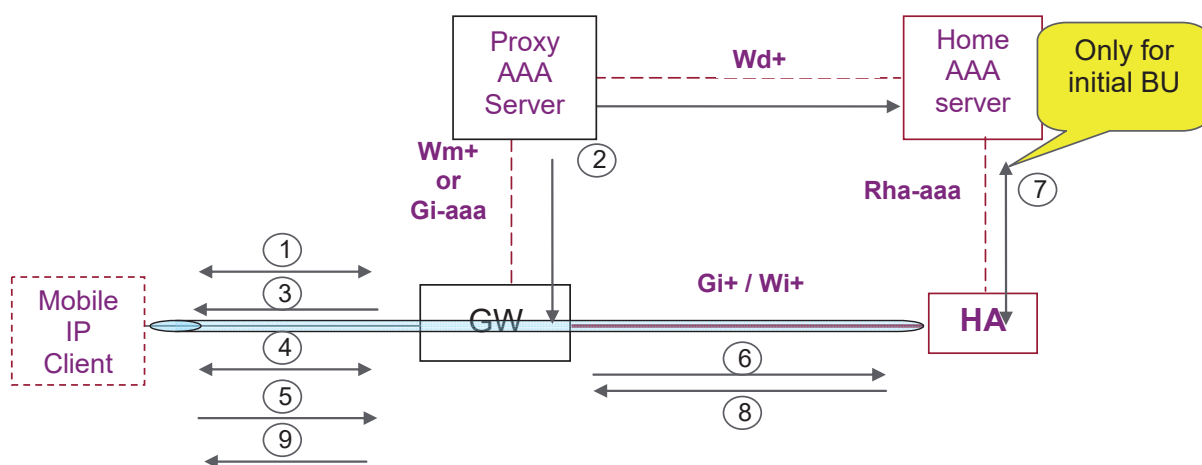 Proxy
AAA
Server
Wd+
Home
AAA
server
Only for
initial BU
Wm+
or
Gi-aaa
2
Rha-aaa
7
1
3
Gi+ / Wi+
Mobile
IP
Client
GW
HA
4
6
5
8
9